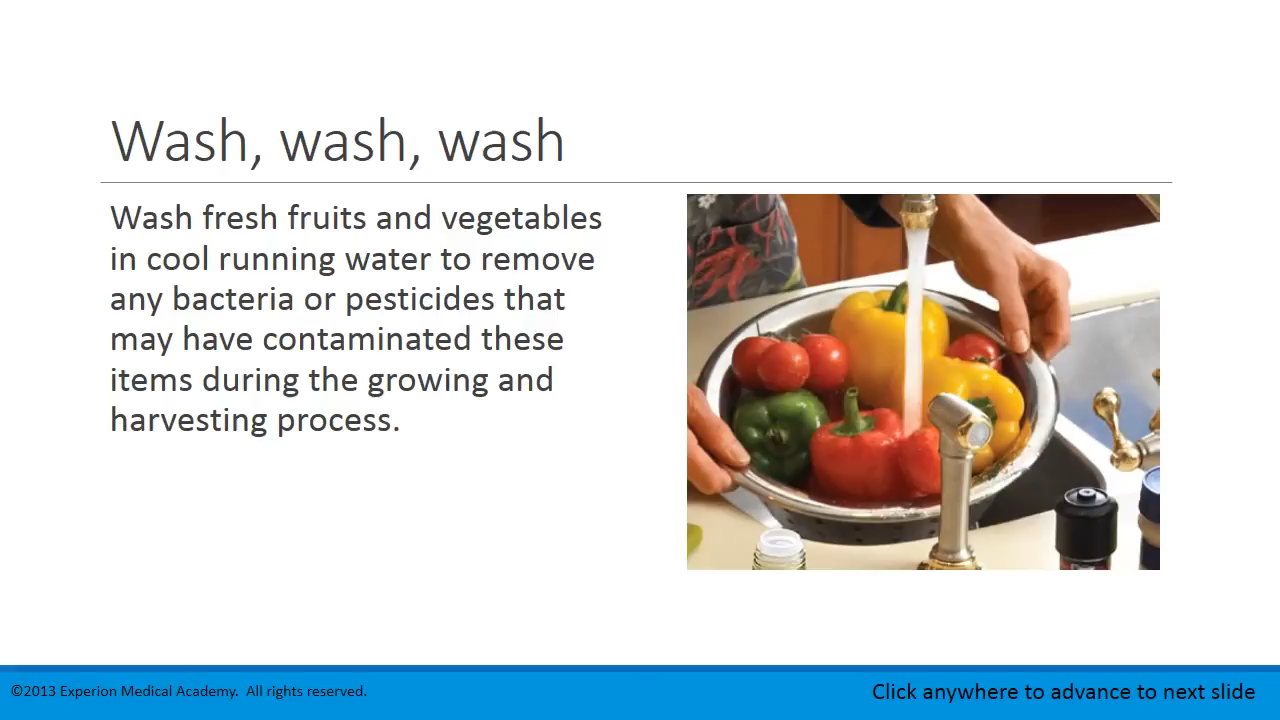 Wash, wash, wash
Wash fresh fruits and vegetables
in cool running water to remove
any bacteria or pesticides that
may have contaminated these
items during the growing and
harvesting process.
©2013 Experion Medical Academy.  All rights reserved.
Click anywhere to advance to next slide